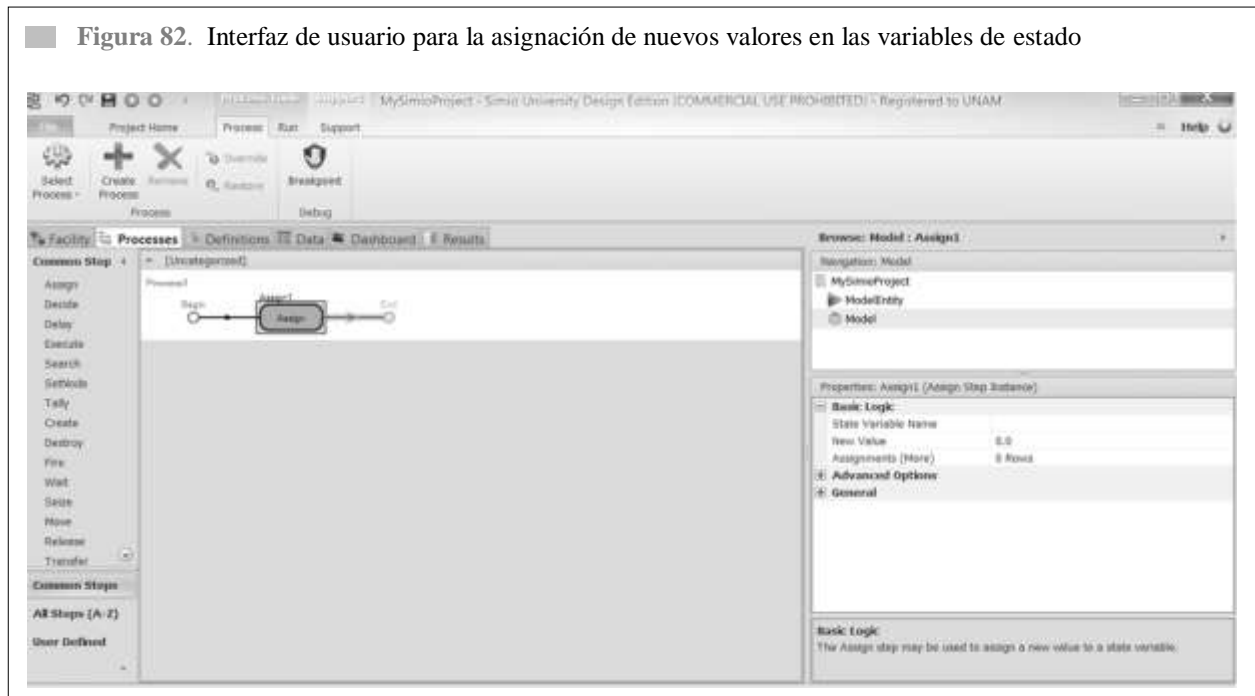 Figura 82. Interfaz de usuario para la asignación de nuevos valores en las variables de estado
MySimioProject - Simio University Design Edition (COMMERCIAL USE PROHIBITED) - Registered to UNAM
Project Home Process Run Support Help
Select Process
Create Process
Remove
Override
Restore
Breakpoint
Process Debug
Facility Processes Definitions Data Dashboard Results
Common Step
Assign
Decide
Delay
Execute
Search
SetNode
Tally
Create
Destroy
Fire
Wait
Seize
Move
Release
Transfer
Common Steps
All Steps (A-Z)
User Defined
(Uncategorized)
Process1
Begin Assign1 End
Assign
Browse: Model : Assign1
Navigation: Model
MySimioProject
ModelEntity
Model
Properties: Assign1 (Assign Step Instance)
Basic Logic
State Variable Name
New Value 0.0
Assignments (More) 0 Rows
Advanced Options
General
Basic Logic
The Assign step may be used to assign a new value to a state variable.